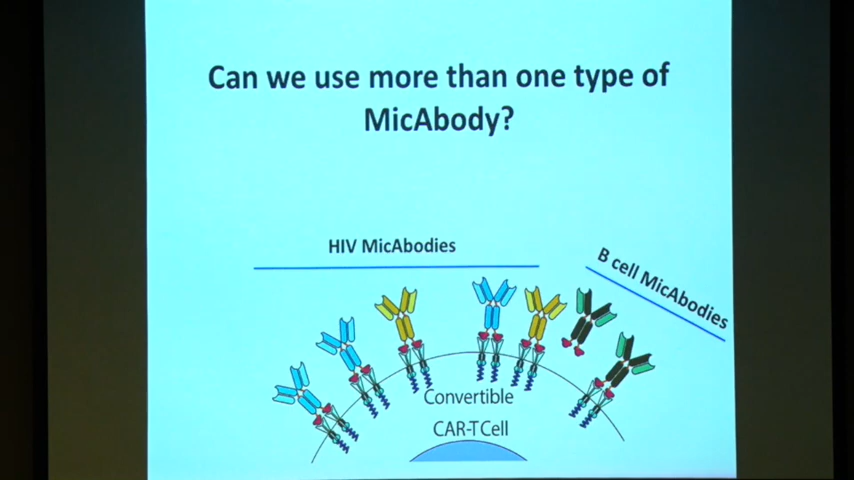 Can we use more than one type of
MicAbody?
HIV MicAbodies
B cell MicAbodies
Convertible
CAR-T Cell